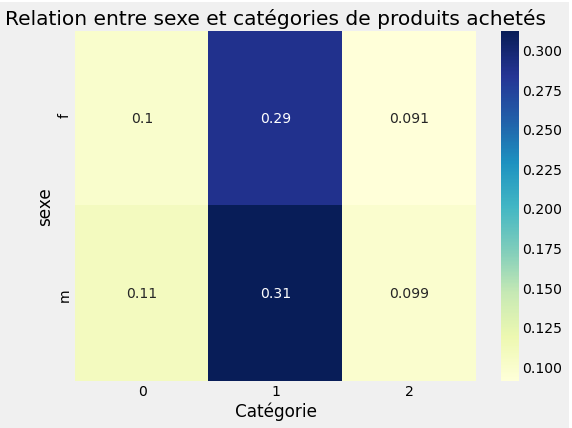 Relation entre sexe et catégories de produits achetés
f
0.1 0.29 0.091
m
0.11 0.31 0.099
sexe
0 1 2
Catégorie
0.300
0.275
0.250
0.225
0.200
0.175
0.150
0.125
0.100